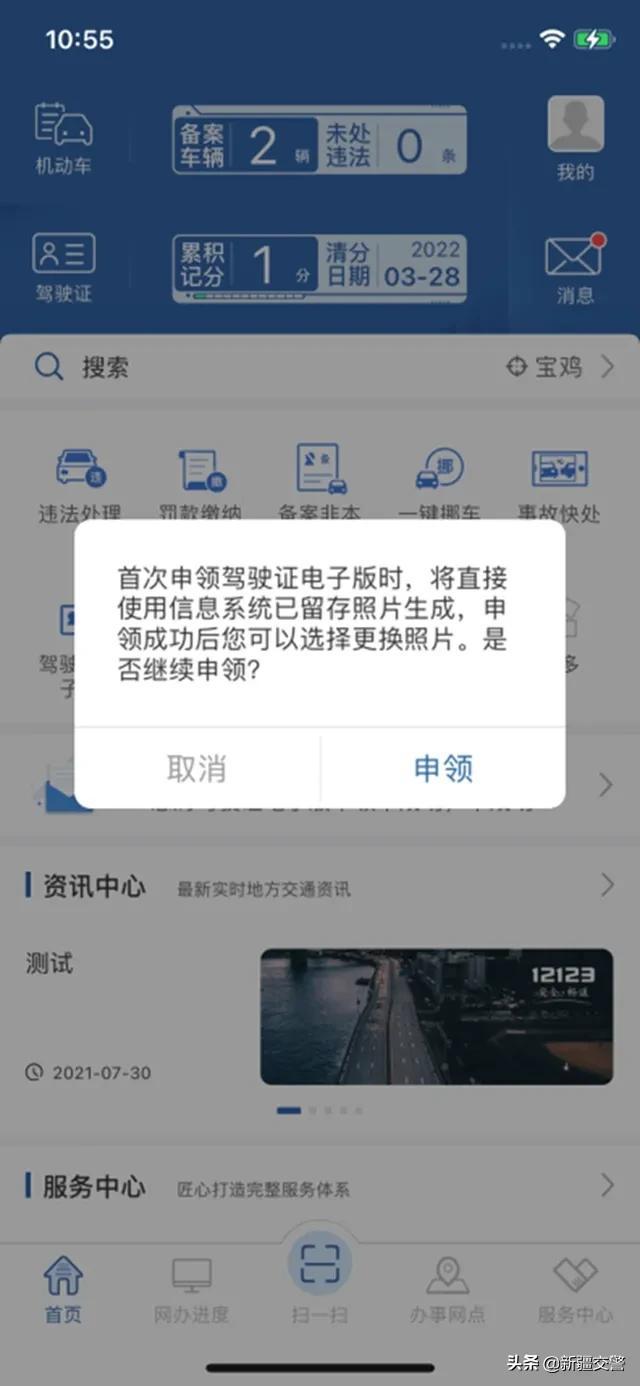 10:55
机动车
备案车辆 2 辆
未处违法 0 条
我的
驾驶证
累积记分 1 分
清分日期 2022 03-28
消息
搜索
宝鸡
违法处理
罚款缴纳
备案非本
一键挪车
事故快处
首次申领驾驶证电子版时，将直接
使用信息系统已留存照片生成，申
领成功后您可以选择更换照片。是
否继续申领？
取消
申领
资讯中心
最新实时地方交通资讯
测试
12123
安全·畅通
2021-07-30
服务中心
匠心打造完整服务体系
首页
网办进度
扫一扫
办事网点
服务中心
头条 @新疆交警